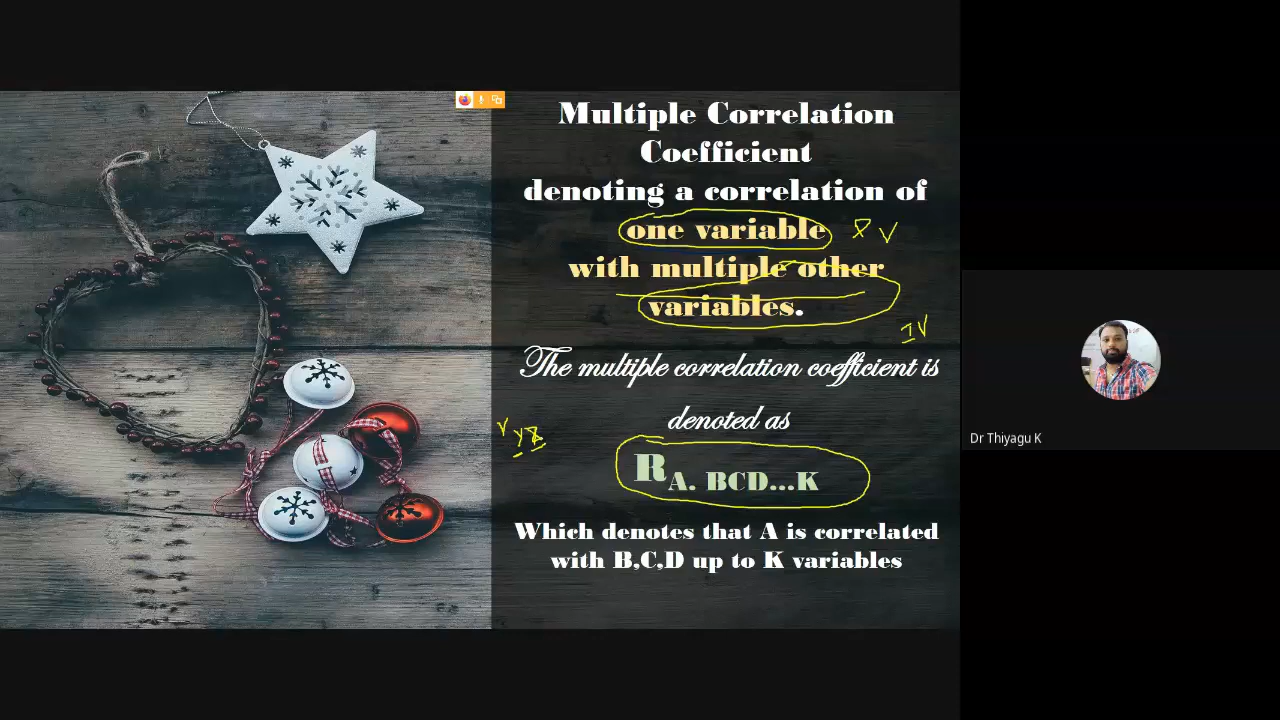 Multiple Correlation
Coefficient
denoting a correlation of
one variable
with multiple other
variables.
IV
The multiple correlation coefficient is
denoted as
R A. BCD...K
Which denotes that A is correlated
with B,C,D up to K variables
Dr Thiyagu K